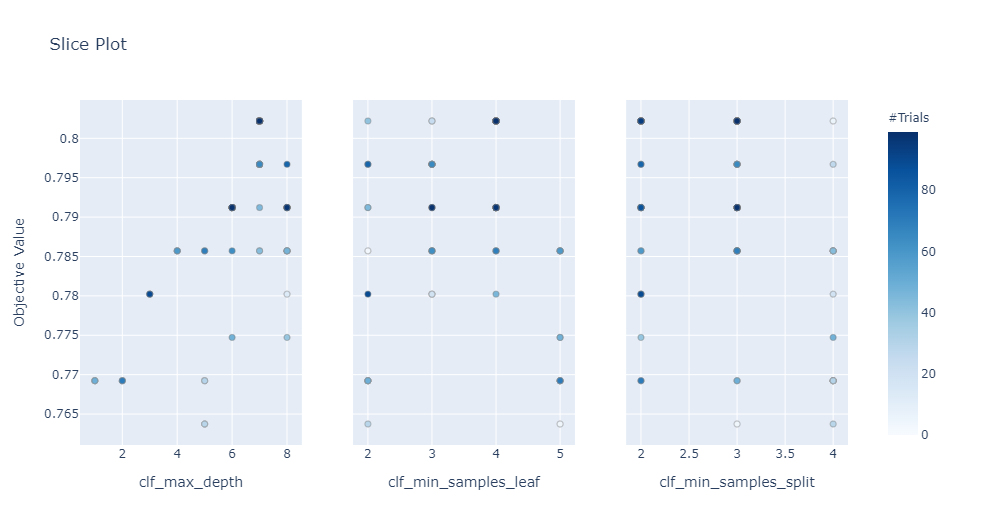 Slice Plot
#Trials
Objective Value
0.8
0.795
0.79
0.785
0.78
0.775
0.77
0.765
2 4 6 8
2 3 4 5
2 2.5 3 3.5 4
clf_max_depth
clf_min_samples_leaf
clf_min_samples_split
80
60
40
20
0